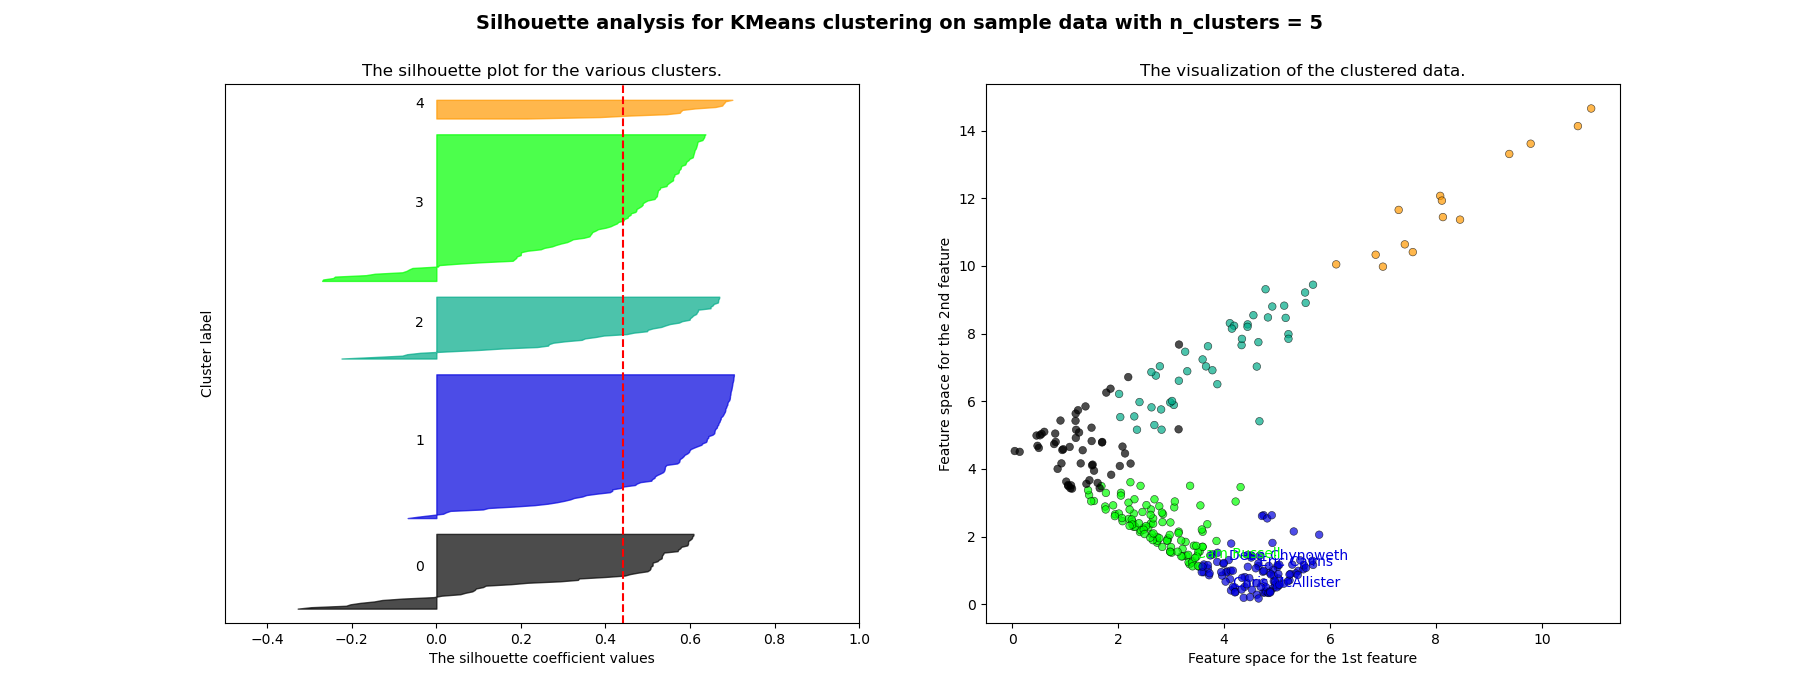 Silhouette analysis for KMeans clustering on sample data with n_clusters = 5
The silhouette plot for the various clusters.
4
3
2
1
0
Cluster label
−0.4 −0.2 0.0 0.2 0.4 0.6 0.8 1.0
The silhouette coefficient values
The visualization of the clustered data.
14
12
10
8
6
4
2
0
Feature space for the 2nd feature
Chynoweth
0 2 4 6 8 10
Feature space for the 1st feature